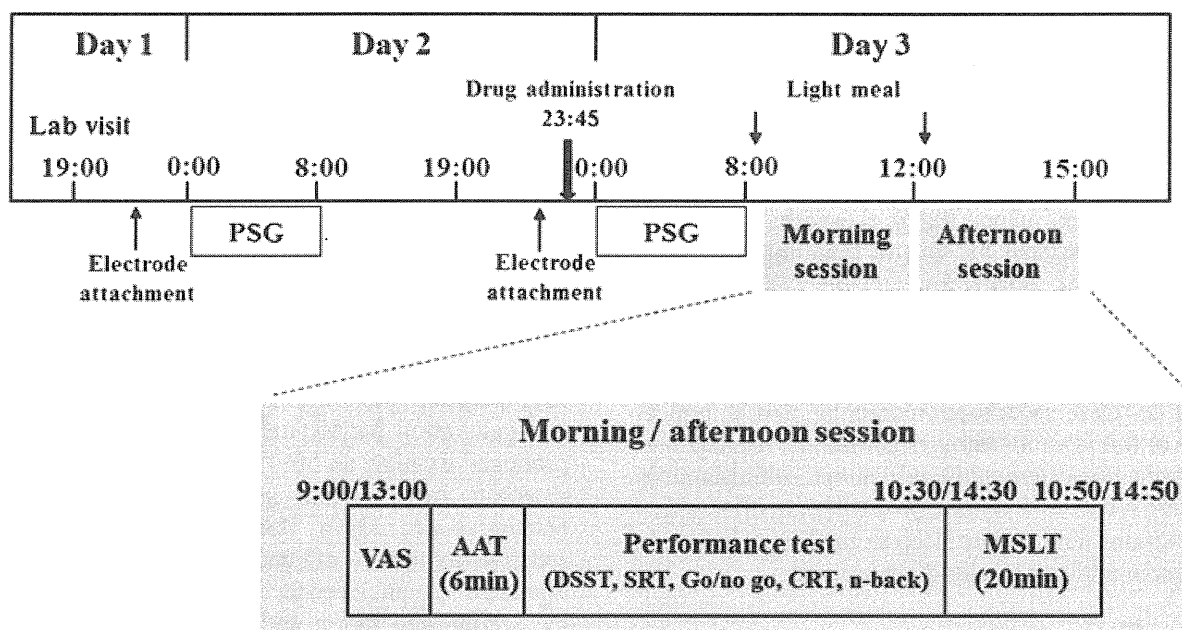 Day 1 Day 2 Day 3
Drug administration Light meal
23:45
Lab visit
19:00 0:00 8:00 19:00 0:00 8:00 12:00 15:00
PSG PSG Morning Afternoon
session session
Electrode Electrode
attachment attachment
Morning / afternoon session
9:00/13:00 10:30/14:30 10:50/14:50
VAS AAT Performance test MSLT
(6min) (DSST, SRT, Go/no go, CRT, n-back) (20min)